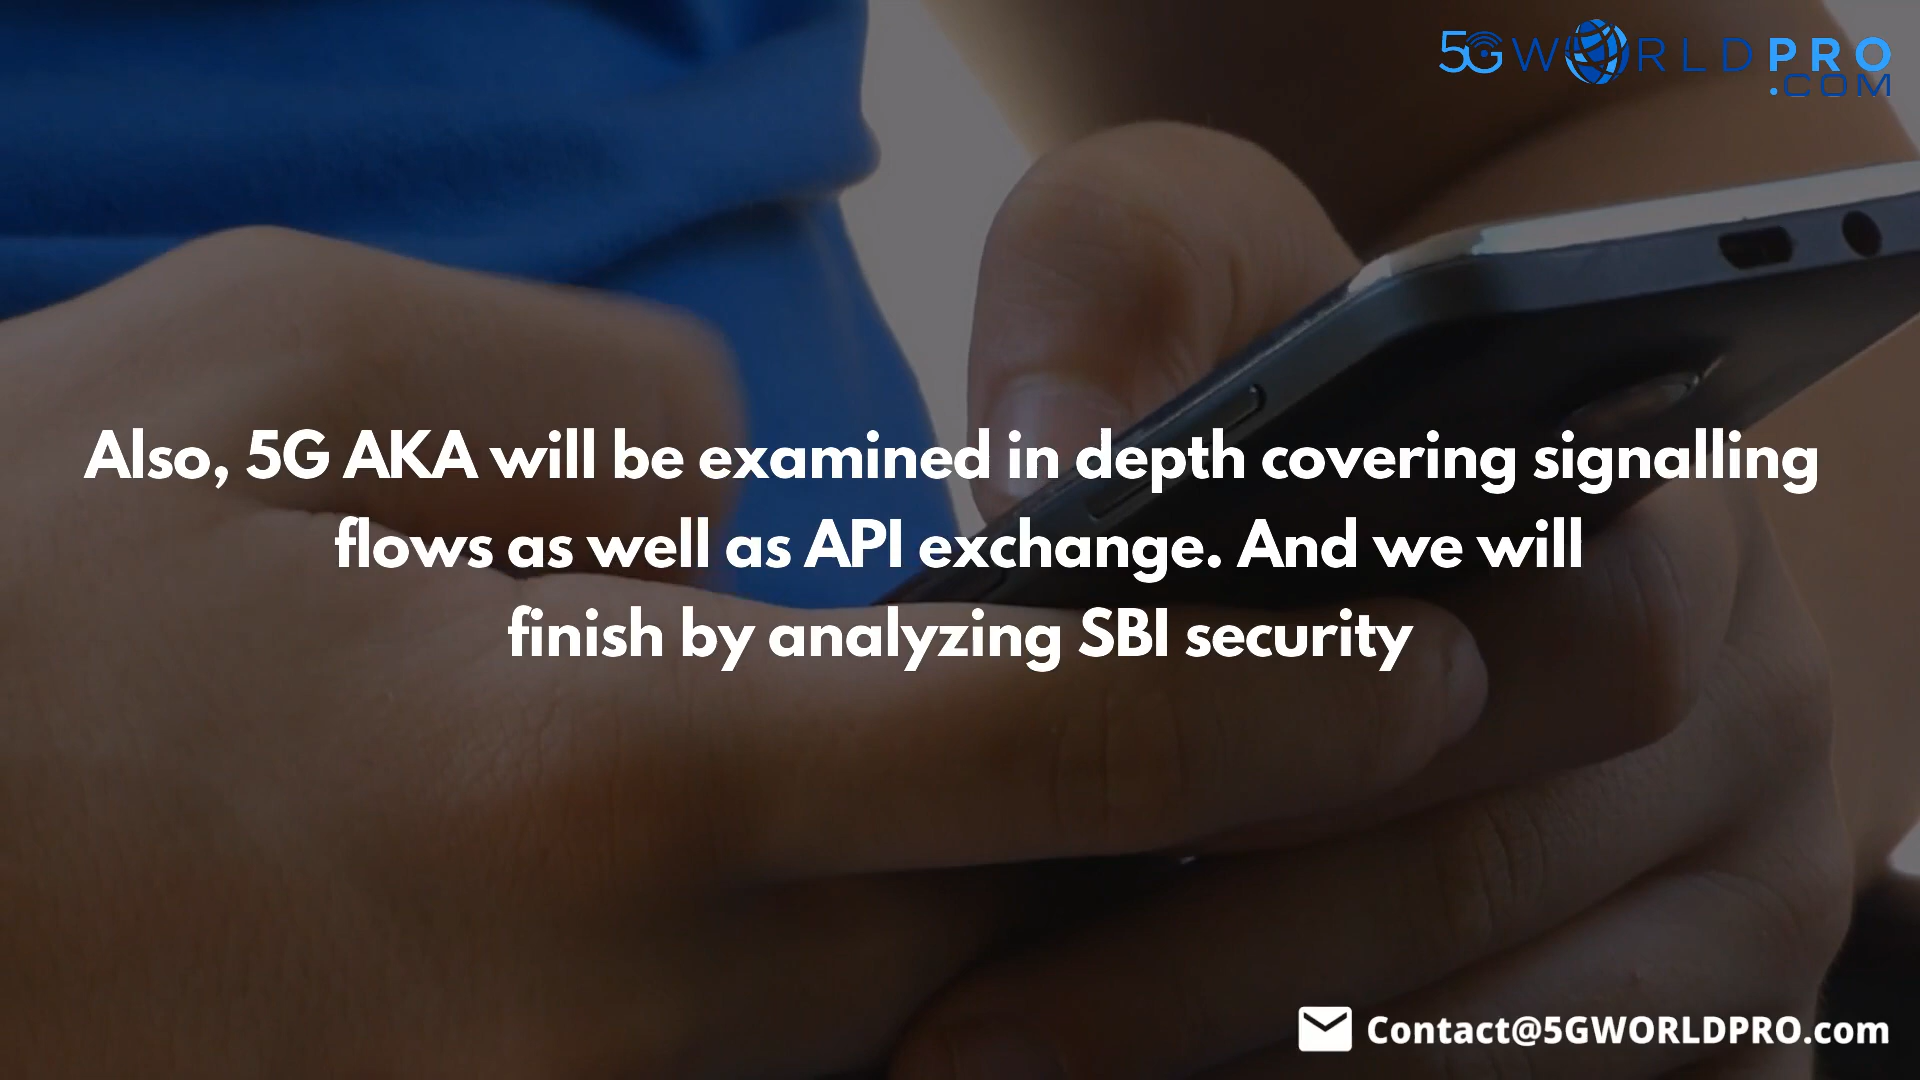 5GWORLDPRO
.COM
Also, 5G AKA will be examined in depth covering signalling
flows as well as API exchange. And we will
finish by analyzing SBI security
Contact@5GWORLDPRO.com